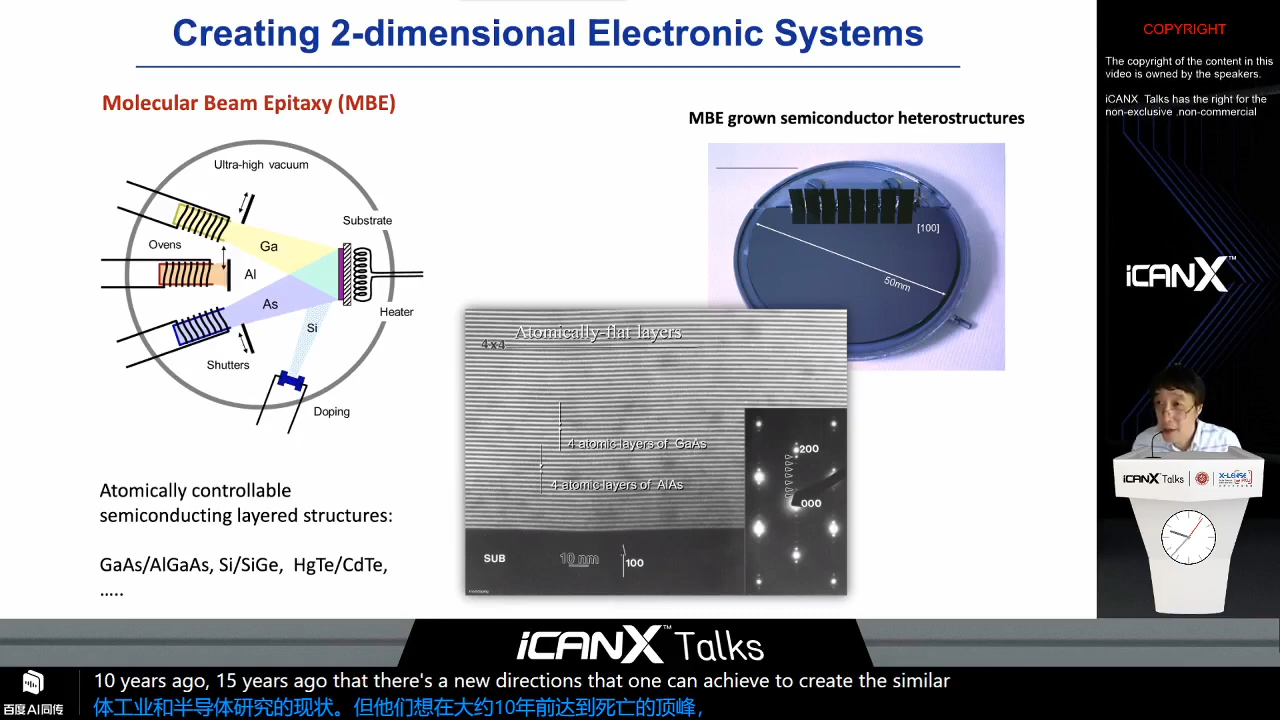 Creating 2-dimensional Electronic Systems
Molecular Beam Epitaxy (MBE)
Ultra-high vacuum
Substrate
Ovens
Ga
Al
As
Heater
Si
Shutters
Doping
Atomically controllable
semiconducting layered structures:
GaAs/AlGaAs, Si/SiGe, HgTe/CdTe,
.....
MBE grown semiconductor heterostructures
[100]
50mm
Atomically-flat layers
4 x 4
4 atomic layers of GaAs
4 atomic layers of AlAs
200
000
SUB
10 nm
100
COPYRIGHT
The copyright of the content in this
video is owned by the speakers.
iCANX Talks has the right for the
non-exclusive ,non-commercial
iCANX™
iCANX Talks
X-LENSE
iCANX™ Talks
百度AI同传
10 years ago, 15 years ago that there's a new directions that one can achieve to create the similar
体工业和半导体研究的现状。但他们想在大约10年前达到死亡的顶峰，